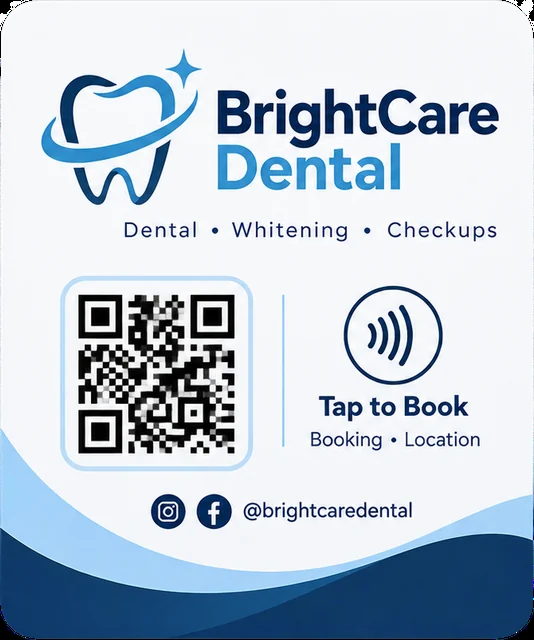 BrightCare
Dental
Dental • Whitening • Checkups
Tap to Book
Booking • Location
@brightcaredental